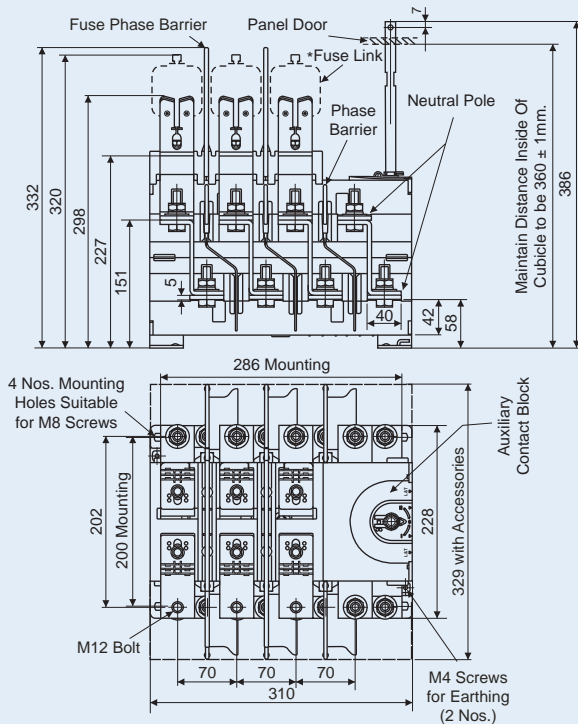 7
Fuse Phase Barrier
Panel Door
*Fuse Link
Phase
Barrier
Neutral Pole
332
320
298
227
151
5
40
42
58
Maintain Distance Inside Of
Cubicle to be 360 ± 1mm.
386
286 Mounting
4 Nos. Mounting
Holes Suitable
for M8 Screws
Auxiliary
Contact Block
202
200 Mounting
228
329 with Accessories
M12 Bolt
70
70
70
310
M4 Screws
for Earthing
(2 Nos.)